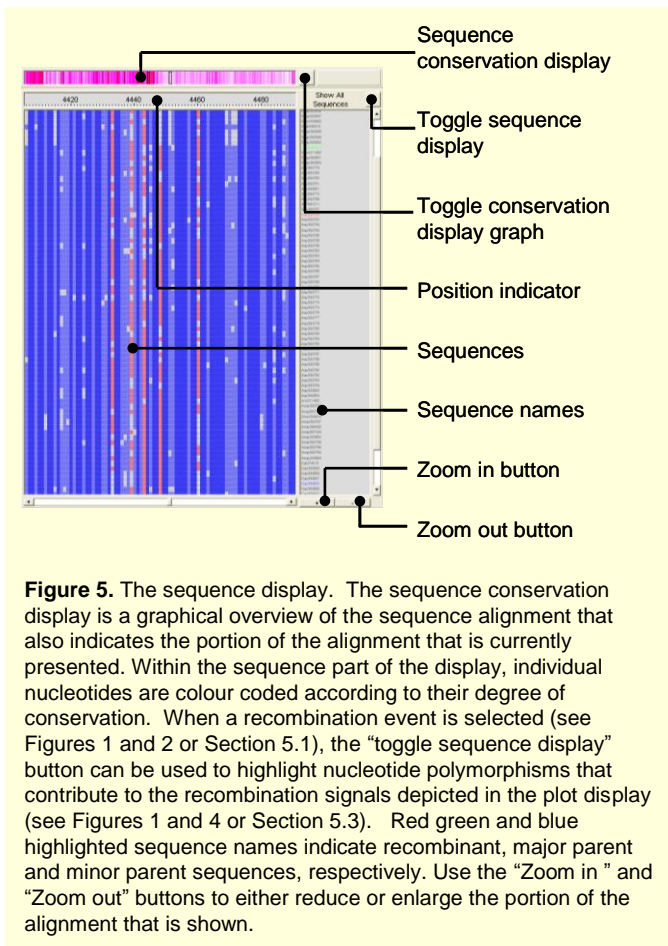 Sequence
conservation display
4420 4440 4460 4480
Show All
Sequences
Toggle sequence
display
Toggle conservation
display graph
Position indicator
Sequences
Sequence names
Zoom in button
Zoom out button
Figure 5. The sequence display. The sequence conservation
display is a graphical overview of the sequence alignment that
also indicates the portion of the alignment that is currently
presented. Within the sequence part of the display, individual
nucleotides are colour coded according to their degree of
conservation. When a recombination event is selected (see
Figures 1 and 2 or Section 5.1), the “toggle sequence display”
button can be used to highlight nucleotide polymorphisms that
contribute to the recombination signals depicted in the plot display
(see Figures 1 and 4 or Section 5.3). Red green and blue
highlighted sequence names indicate recombinant, major parent
and minor parent sequences, respectively. Use the “Zoom in ” and
“Zoom out” buttons to either reduce or enlarge the portion of the
alignment that is shown.